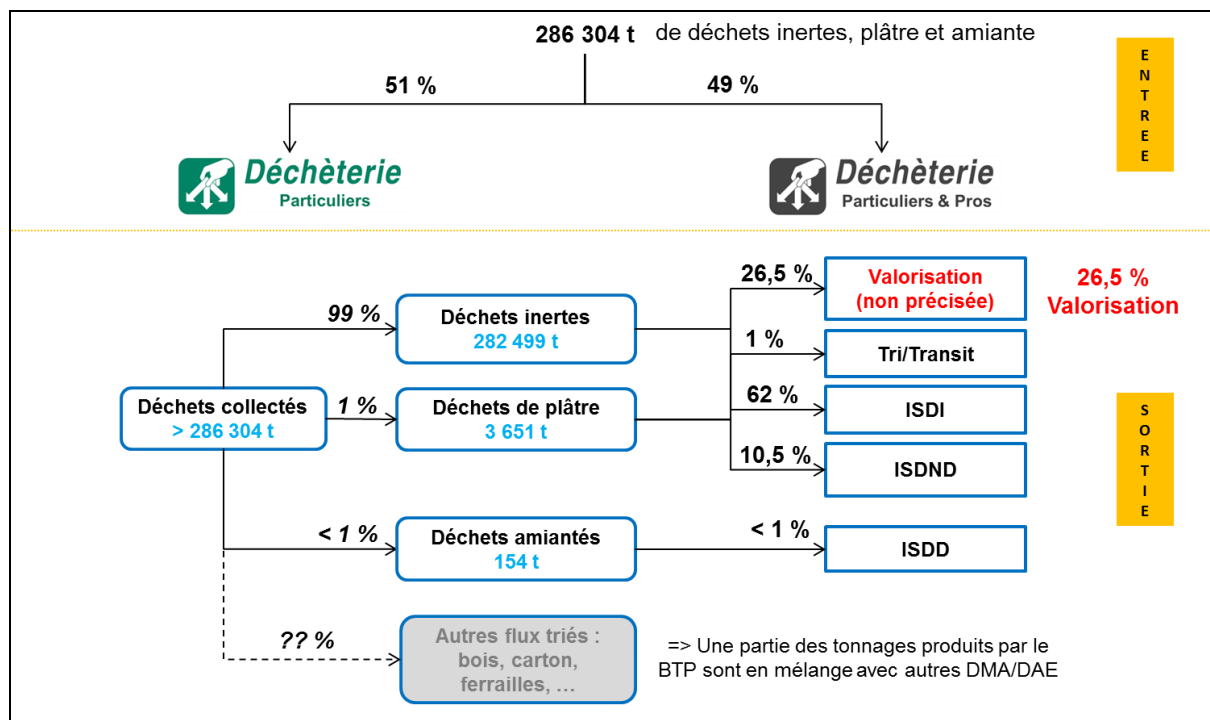 286 304 t de déchets inertes, plâtre et amiante
51 %
49 %
ENTREE
Déchèterie
Particuliers
Déchèterie
Particuliers & Pros
26,5 %
Valorisation
(non précisée)
26,5 %
Valorisation
99 %
Déchets inertes
282 499 t
1 %
Tri/Transit
Déchets collectés
> 286 304 t
1 %
Déchets de plâtre
3 651 t
62 %
ISDI
10,5 %
ISDND
SORTIE
< 1 %
Déchets amiantés
154 t
< 1 %
ISDD
?? %
Autres flux triés :
bois, carton,
ferrailles, …
=> Une partie des tonnages produits par le
BTP sont en mélange avec autres DMA/DAE